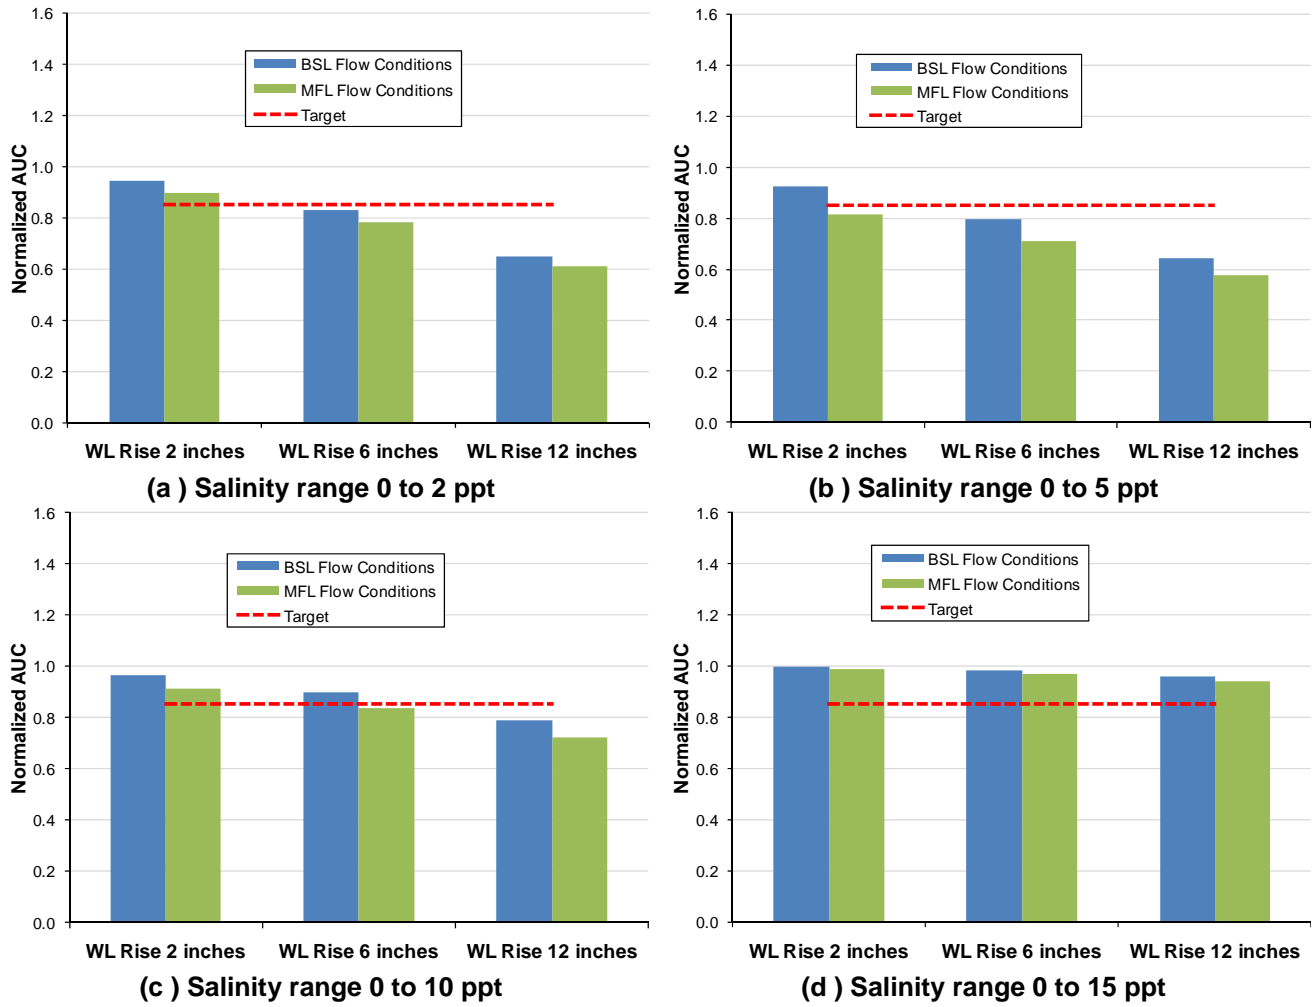 1.6
1.4
1.2
1.0
0.8
0.6
0.4
0.2
0.0
Normalized AUC
BSL Flow Conditions
MFL Flow Conditions
Target
WL Rise 2 inches WL Rise 6 inches WL Rise 12 inches
(a ) Salinity range 0 to 2 ppt
1.6
1.4
1.2
1.0
0.8
0.6
0.4
0.2
0.0
Normalized AUC
BSL Flow Conditions
MFL Flow Conditions
Target
WL Rise 2 inches WL Rise 6 inches WL Rise 12 inches
(b ) Salinity range 0 to 5 ppt
1.6
1.4
1.2
1.0
0.8
0.6
0.4
0.2
0.0
Normalized AUC
BSL Flow Conditions
MFL Flow Conditions
Target
WL Rise 2 inches WL Rise 6 inches WL Rise 12 inches
(c ) Salinity range 0 to 10 ppt
1.6
1.4
1.2
1.0
0.8
0.6
0.4
0.2
0.0
Normalized AUC
BSL Flow Conditions
MFL Flow Conditions
Target
WL Rise 2 inches WL Rise 6 inches WL Rise 12 inches
(d ) Salinity range 0 to 15 ppt